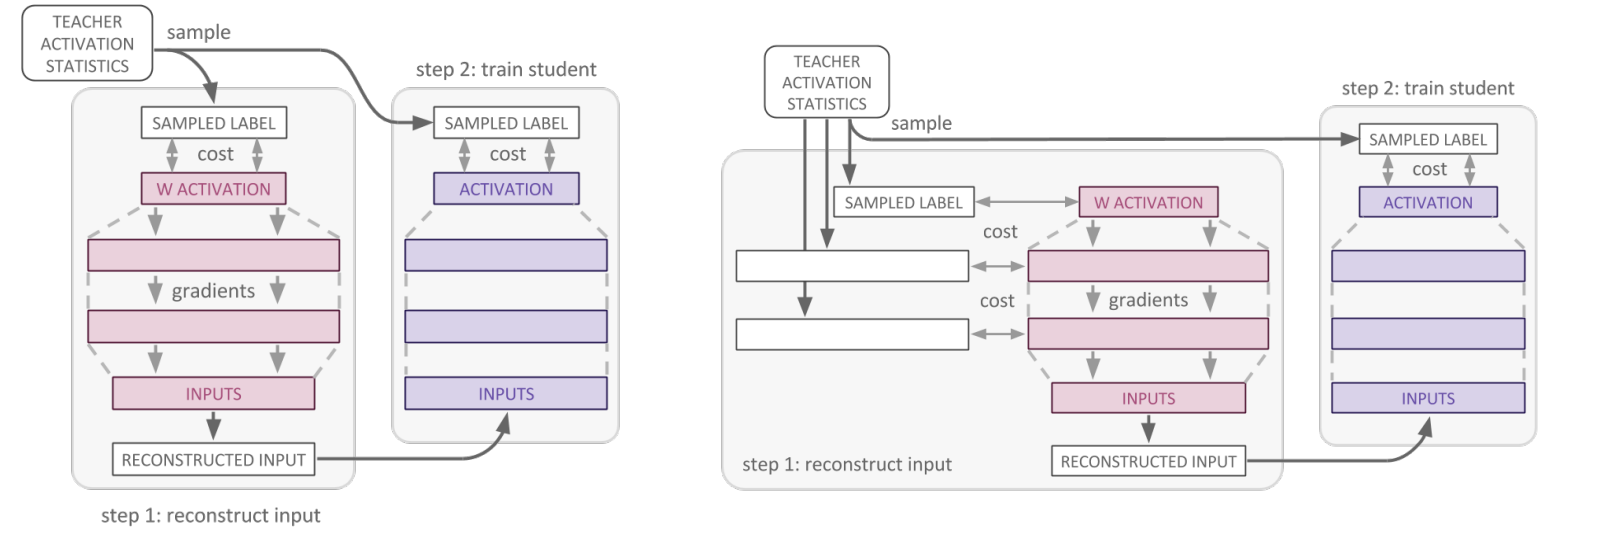 TEACHER
ACTIVATION
STATISTICS
sample
step 2: train student
SAMPLED LABEL
SAMPLED LABEL
cost
cost
W ACTIVATION
ACTIVATION
gradients
INPUTS
INPUTS
RECONSTRUCTED INPUT
step 1: reconstruct input
TEACHER
ACTIVATION
STATISTICS
sample
step 2: train student
SAMPLED LABEL
cost
SAMPLED LABEL
W ACTIVATION
ACTIVATION
cost
cost
gradients
INPUTS
INPUTS
step 1: reconstruct input
RECONSTRUCTED INPUT